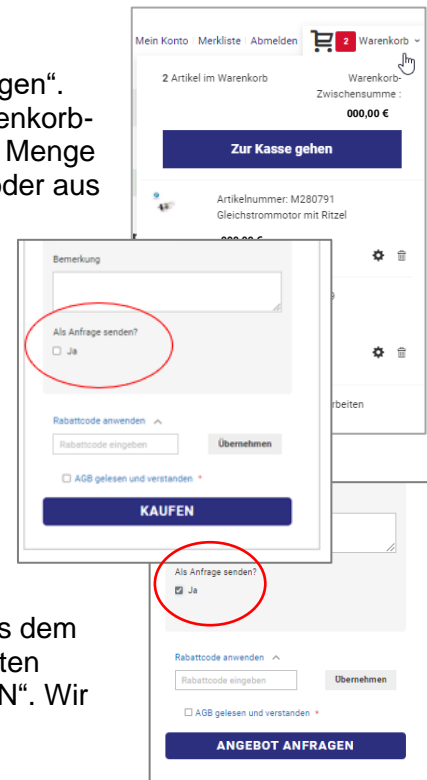 Mein Konto Merkliste Abmelden 2 Warenkorb
gen“.
2 Artikel im Warenkorb
Warenkorb-
Zwischensumme :
000,00 €
enkorb-
Menge
oder aus
Zur Kasse gehen
Artikelnummer: M280791
Gleichstrommotor mit Ritzel
Bemerkung
Als Anfrage senden?
Ja
Rabattcode anwenden
Rabattcode eingeben Übernehmen
AGB gelesen und verstanden *
KAUFEN
rbeiten
Als Anfrage senden?
Ja
s dem
ten
N“. Wir
Rabattcode anwenden
Rabattcode eingeben Übernehmen
AGB gelesen und verstanden *
ANGEBOT ANFRAGEN